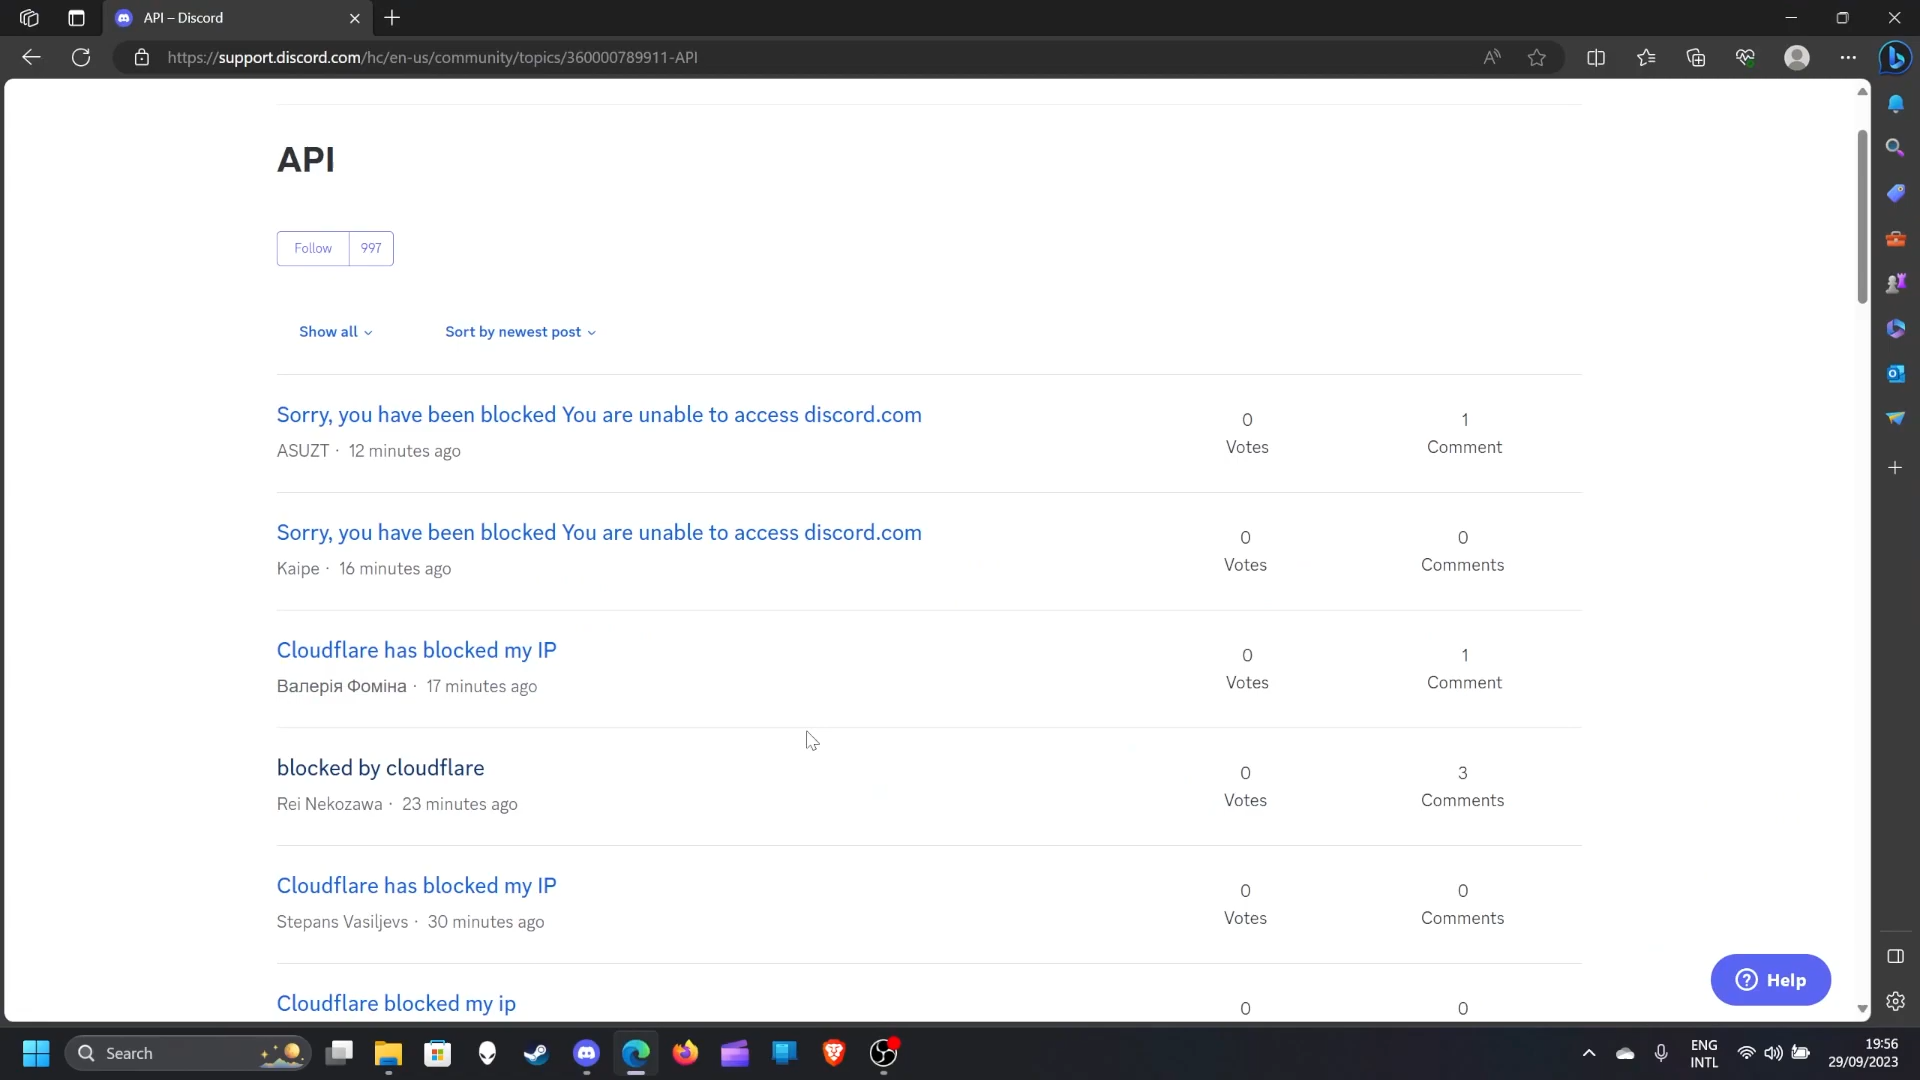 API – Discord
https://support.discord.com/hc/en-us/community/topics/360000789911-API
API
Follow 997
Show all Sort by newest post
Sorry, you have been blocked You are unable to access discord.com
ASUZT · 12 minutes ago
0 Votes
1 Comment
Sorry, you have been blocked You are unable to access discord.com
Kaipe · 16 minutes ago
0 Votes
0 Comments
Cloudflare has blocked my IP
Валерія Фоміна · 17 minutes ago
0 Votes
1 Comment
blocked by cloudflare
Rei Nekozawa · 23 minutes ago
0 Votes
3 Comments
Cloudflare has blocked my IP
Stepans Vasiljevs · 30 minutes ago
0 Votes
0 Comments
Cloudflare blocked my ip
0
0
Help
Search
ENG
INTL
19:56
29/09/2023